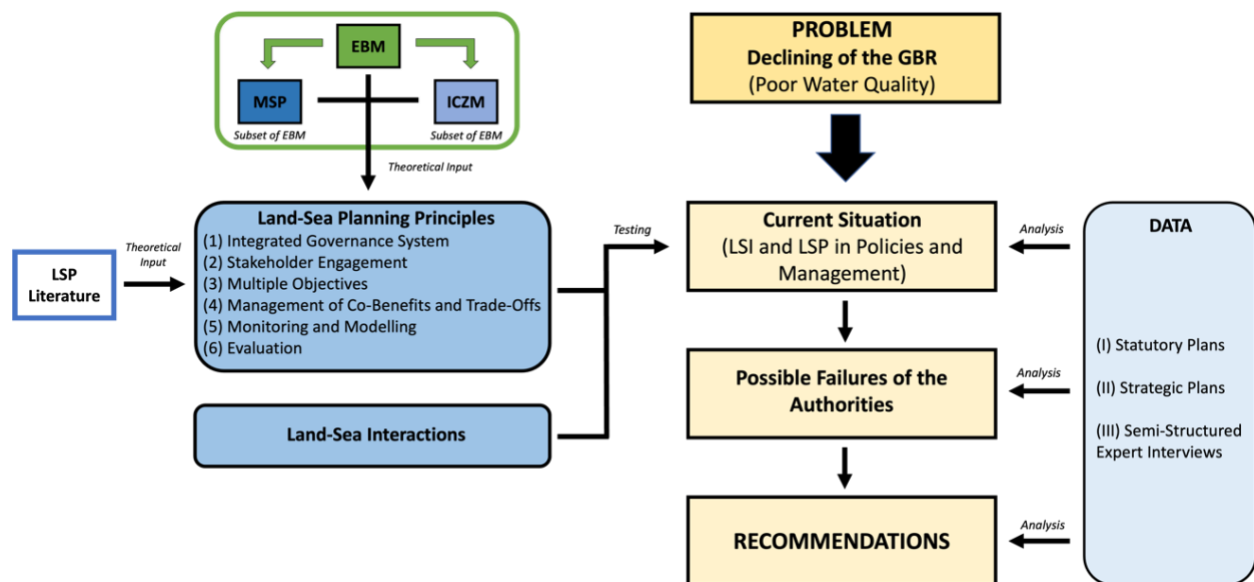 EBM
MSP
ICZM
Subset of EBM
Subset of EBM
Theoretical Input
LSP
Literature
Theoretical
Input
Land-Sea Planning Principles
(1) Integrated Governance System
(2) Stakeholder Engagement
(3) Multiple Objectives
(4) Management of Co-Benefits and Trade-Offs
(5) Monitoring and Modelling
(6) Evaluation
Land-Sea Interactions
Testing
PROBLEM
Declining of the GBR
(Poor Water Quality)
Current Situation
(LSI and LSP in Policies and
Management)
Possible Failures of the
Authorities
RECOMMENDATIONS
Analysis
Analysis
Analysis
DATA
(I) Statutory Plans
(II) Strategic Plans
(III) Semi-Structured
Expert Interviews